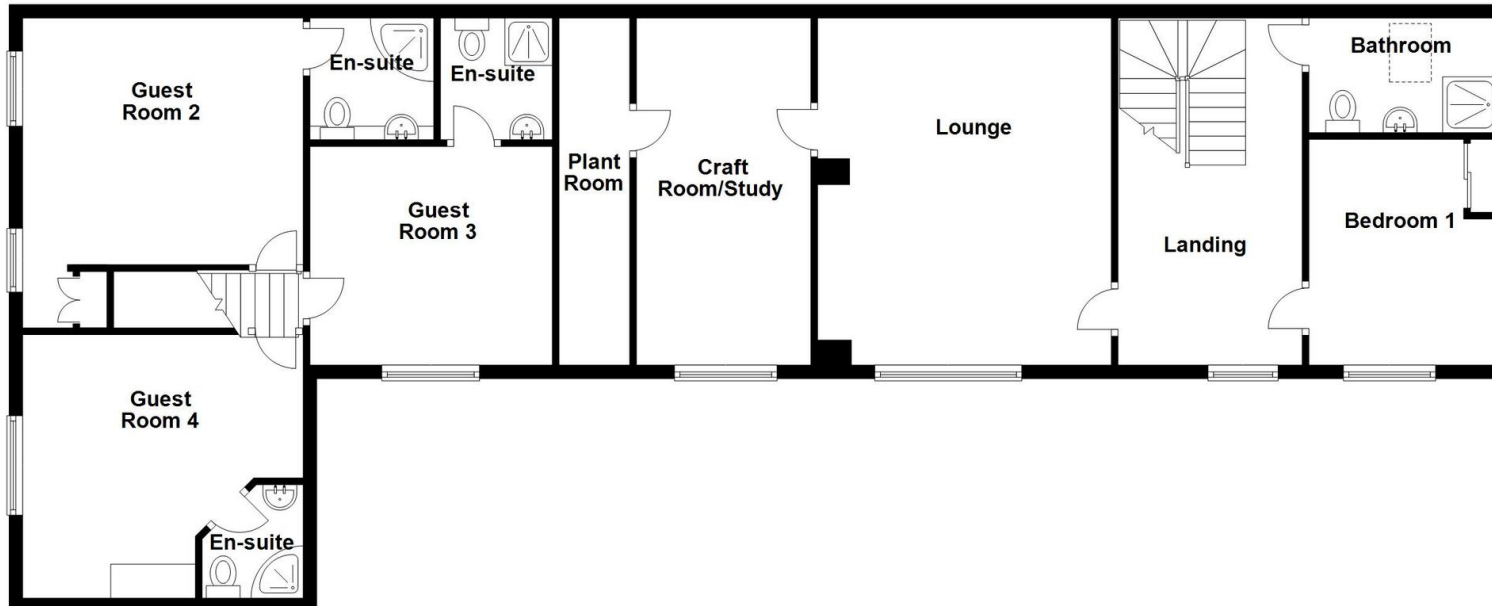 Guest
Room 2
En-suite
En-suite
Plant
Room
Craft
Room/Study
Lounge
Bathroom
Guest
Room 3
Landing
Bedroom 1
Guest
Room 4
En-suite